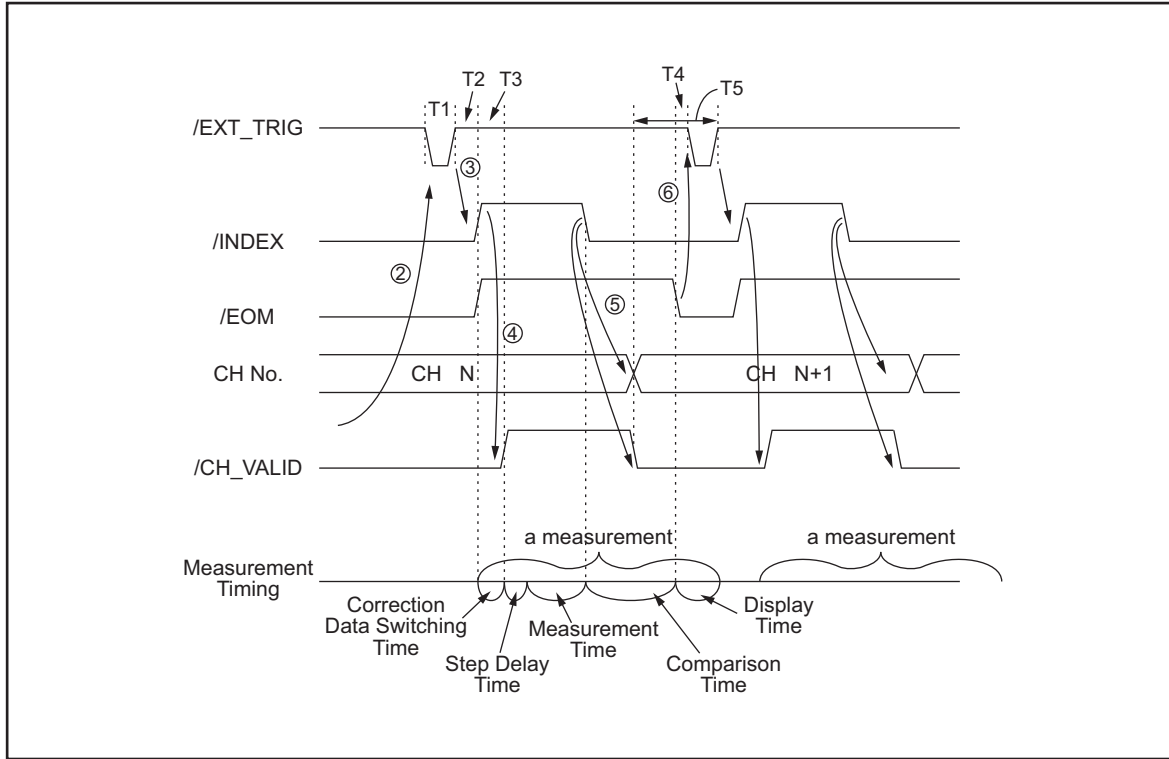 T1
T2
T3
T4
T5
/EXT_TRIG
③
⑥
/INDEX
②
⑤
/EOM
④
CH No.
CH N
CH N+1
/CH_VALID
a measurement
a measurement
Measurement
Timing
Correction
Data Switching
Time
Step Delay
Time
Measurement
Time
Comparison
Time
Display
Time